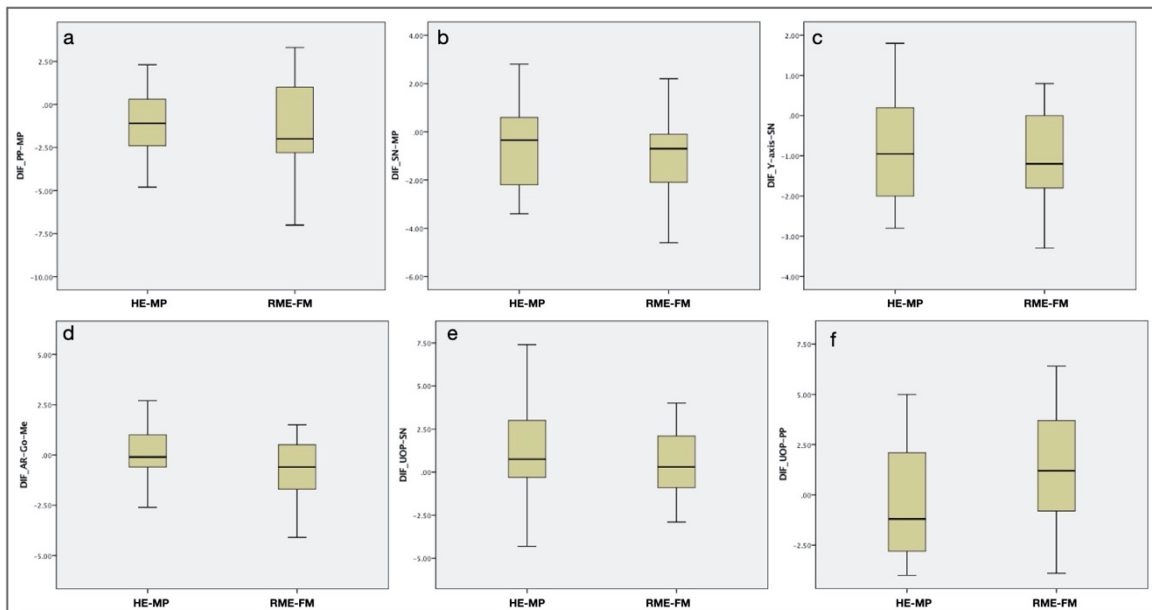 a
DIF_PP-MP
2.50
.00
-2.50
-5.00
-7.50
-10.00
HE-MP RME-FM
b
DIF_SN-MP
4.00
2.00
.00
-2.00
-4.00
-6.00
HE-MP RME-FM
c
DIF_Y-axis-SN
2.00
1.00
.00
-1.00
-2.00
-3.00
-4.00
HE-MP RME-FM
d
DIF_AR-Go-Me
5.00
2.50
.00
-2.50
-5.00
HE-MP RME-FM
e
DIF_UOP-SN
7.50
5.00
2.50
.00
-2.50
-5.00
HE-MP RME-FM
f
DIF_UOP-PP
7.50
5.00
2.50
.00
-2.50
HE-MP RME-FM